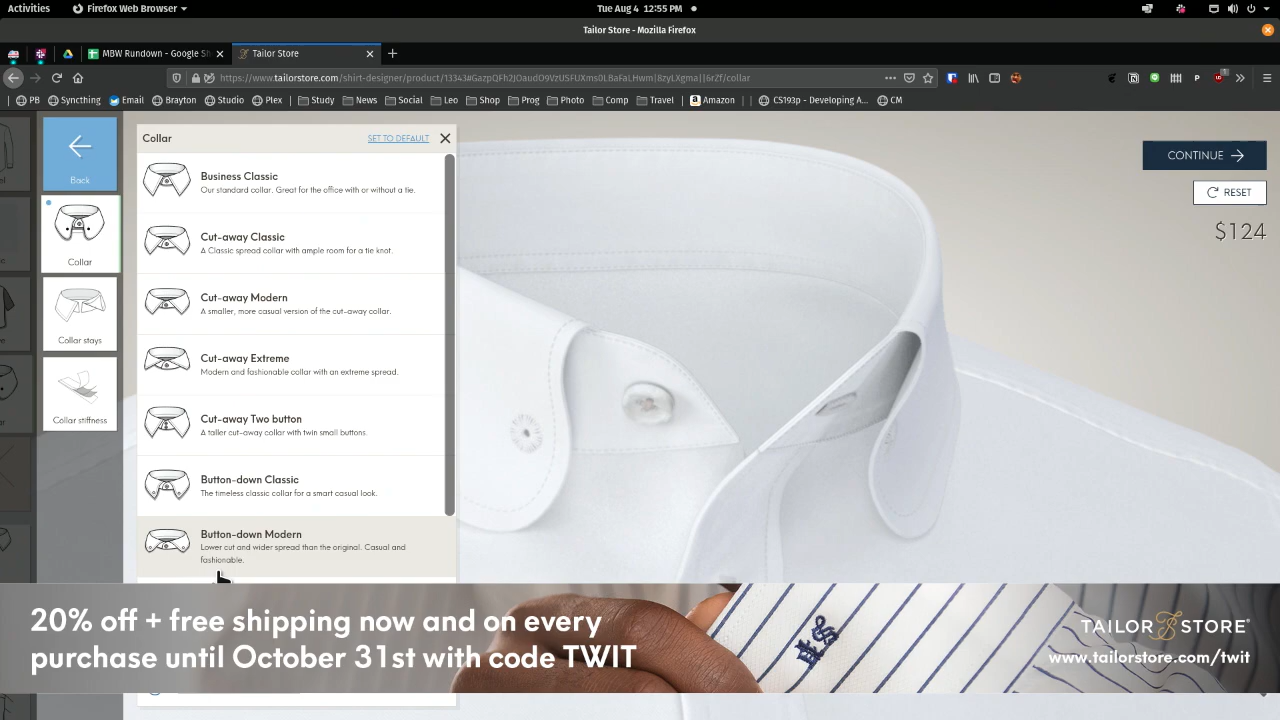 Activities
Firefox Web Browser
Tue Aug 4 12:55 PM
Tailor Store - Mozilla Firefox
MBW Rundown - Google Sh
Tailor Store
https://www.tailorstore.com/shirt-designer/product/
/collar
PB
Syncthing
Email
Brayton
Studio
Plex
Study
News
Social
Leo
Shop
Prog
Photo
Comp
Travel
Amazon
CS193p - Developing A...
CM
Back
Collar
Collar stays
Collar stiffness
Collar
SET TO DEFAULT
Business Classic
Our standard collar. Great for the office with or without a tie.
Cut-away Classic
A Classic spread collar with ample room for a tie knot.
Cut-away Modern
A smaller, more casual version of the cut-away collar.
Cut-away Extreme
Modern and fashionable collar with an extreme spread.
Cut-away Two button
A taller cut-away collar with twin small buttons.
Button-down Classic
The timeless classic collar for a smart casual look.
Button-down Modern
Lower cut and wider spread than the original. Casual and
fashionable.
CONTINUE
RESET
$124
20% off + free shipping now and on every
purchase until October 31st with code TWIT
TAILOR STORE
www.tailorstore.com/twit